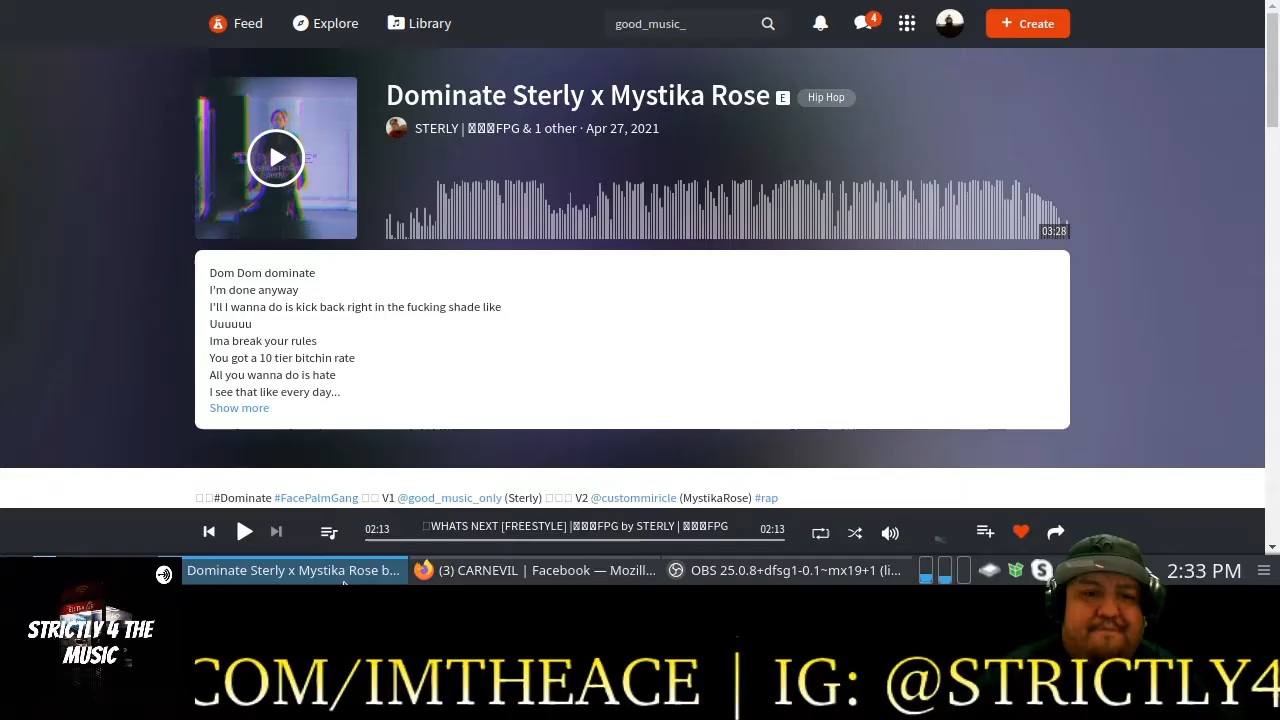 Feed
Explore
Library
good_music_
4
Create
Dominate Sterly x Mystika Rose E Hip Hop
STERLY | FPG & 1 other · Apr 27, 2021
03:28
Dom Dom dominate
I'm done anyway
I'll I wanna do is kick back right in the fucking shade like
Uuuuuu
Ima break your rules
You got a 10 tier bitchin rate
All you wanna do is hate
I see that like every day...
Show more
#Dominate #FacePalmGang V1 @good_music_only (Sterly) V2 @custommiricle (MystikaRose) #rap
02:13
WHATS NEXT [FREESTYLE] | FPG by STERLY | FPG
02:13
Dominate Sterly x Mystika Rose b...
(3) CARNEVIL | Facebook — Mozill...
OBS 25.0.8+dfsg1-0.1~mx19+1 (li...
2:33 PM
STRICTLY 4 THE
MUSIC
COM/IMTHEACE | IG: @STRICTLY4